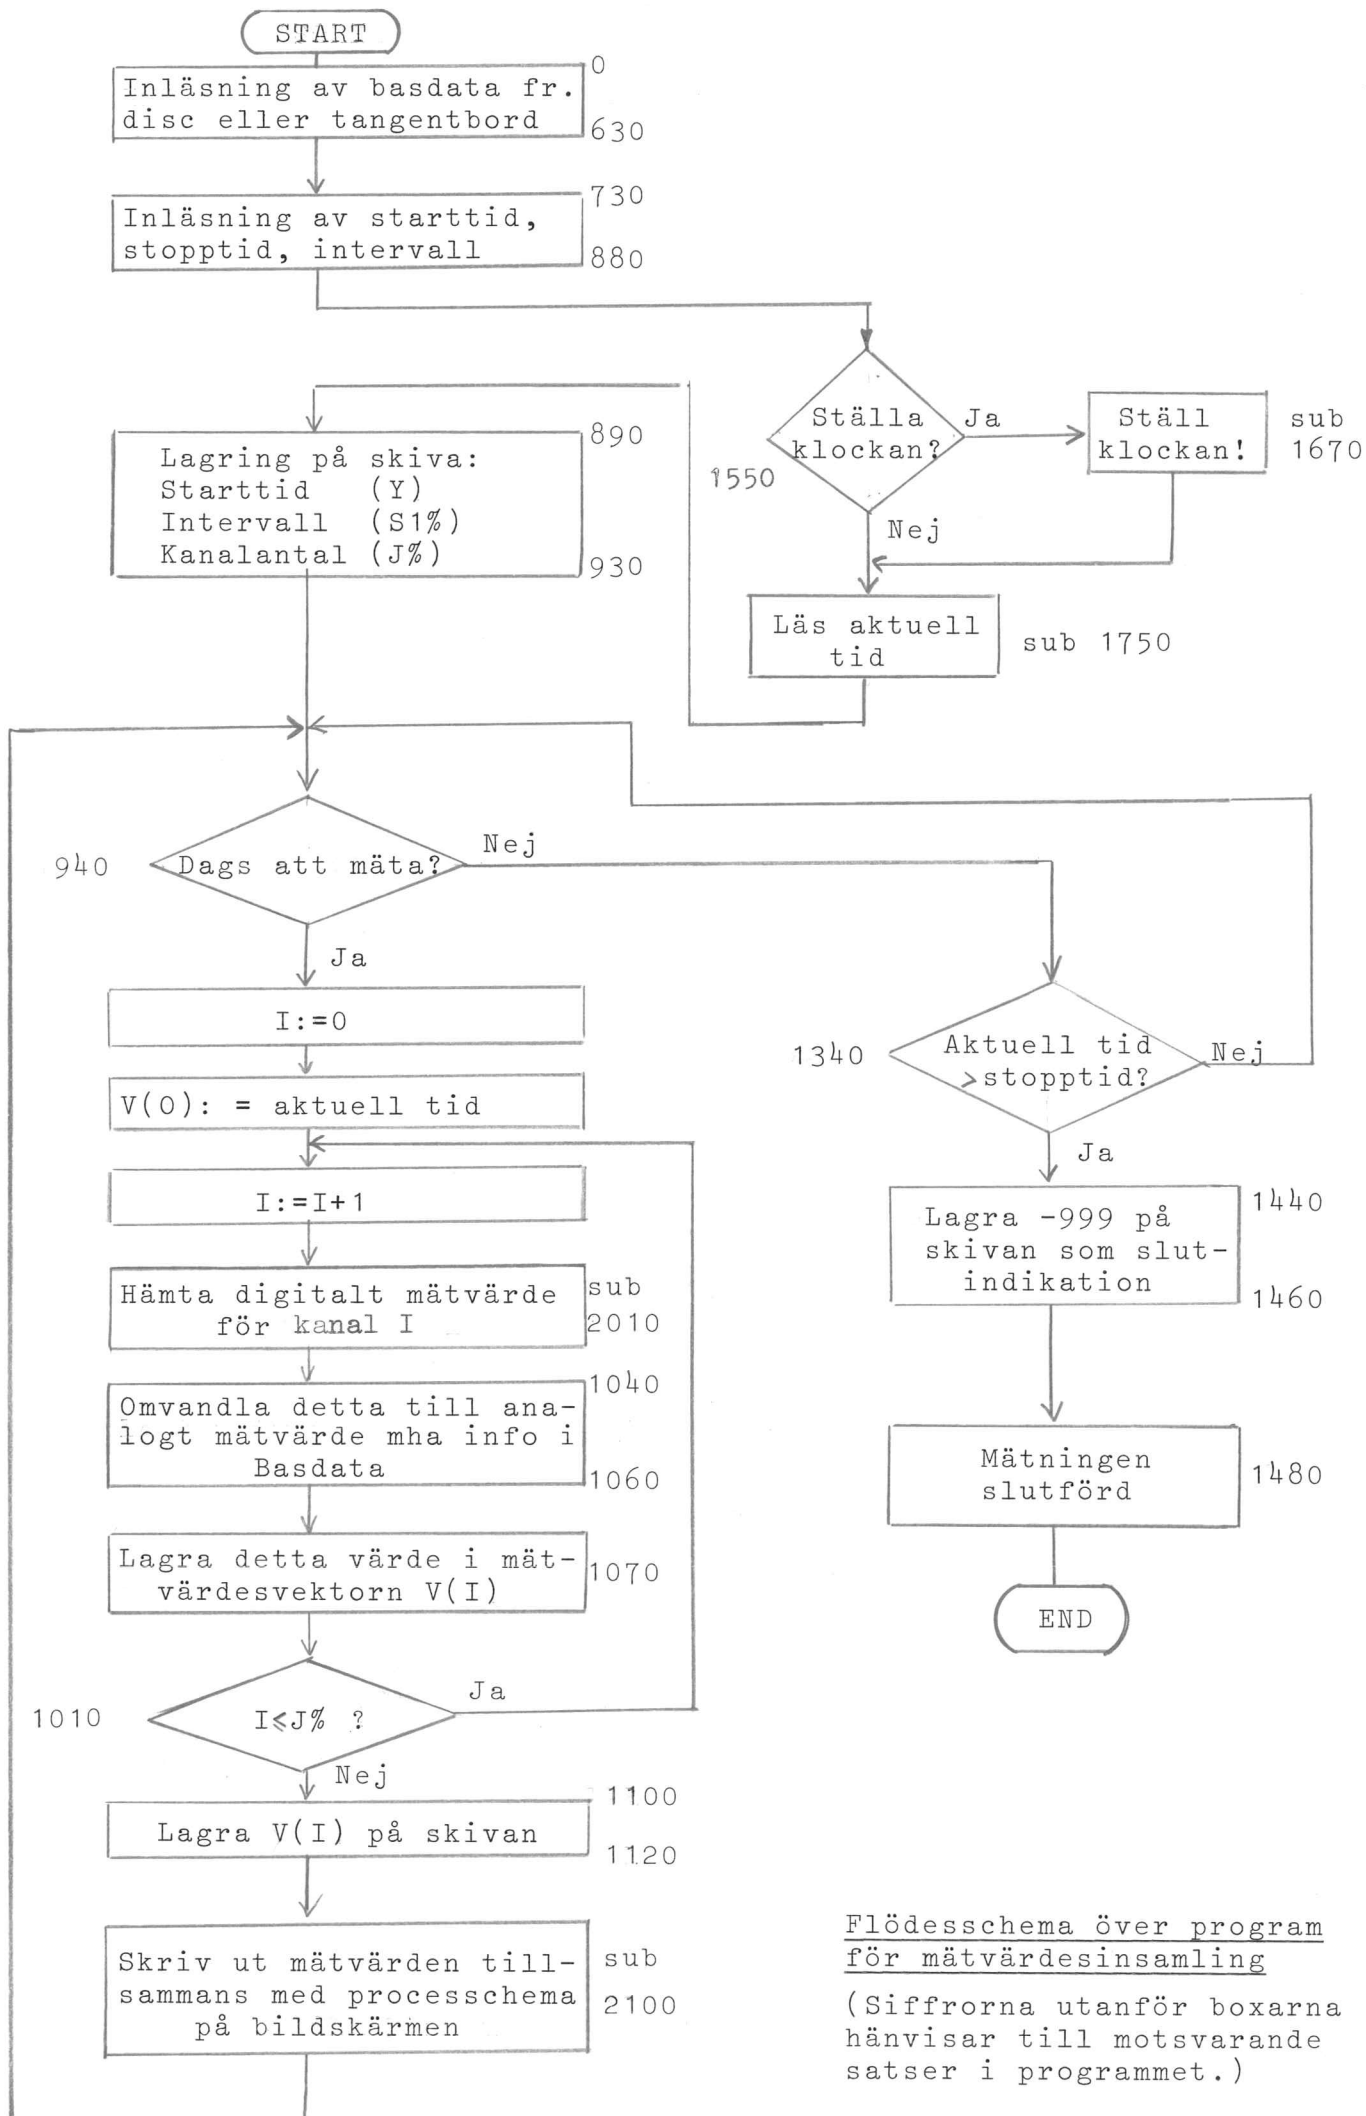 START
0
Inläsning av basdata fr.
disc eller tangentbord
630
730
Inläsning av starttid,
stopptid, intervall
880
Ställa
klockan?
1550
Ja
Ställ
klockan!
sub
1670
Nej
Läs aktuell
tid
sub 1750
890
Lagring på skiva:
Starttid (Y)
Intervall (S1%)
Kanalantal (J%)
930
940
Dags att mäta?
Nej
Ja
I:=0
V(0): = aktuell tid
I:=I+1
Hämta digitalt mätvärde
för kanal I
sub
2010
1040
Omvandla detta till ana-
logt mätvärde mha info i
Basdata
1060
Lagra detta värde i mät-
värdesvektorn V(I)
1070
1010
I≤J% ?
Ja
Nej
1100
Lagra V(I) på skivan
1120
Skriv ut mätvärden till-
sammans med processchema
på bildskärmen
sub
2100
1340
Aktuell tid
>stopptid?
Nej
Ja
1440
Lagra -999 på
skivan som slut-
indikation
1460
Mätningen
slutförd
1480
END
Flödesschema över program
för mätvärdesinsamling
(Siffrorna utanför boxarna
hänvisar till motsvarande
satser i programmet.)